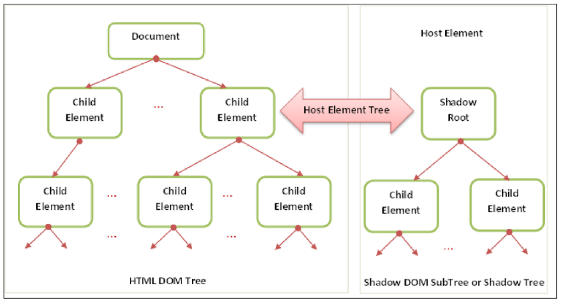 Document
Host Element
Child
Element
...
Child
Element
Host Element Tree
Shadow
Root
Child
Element
...
Child
Element
...
Child
Element
Child
Element
Child
Element
...
...
...
HTML DOM Tree
Shadow DOM SubTree or Shadow Tree